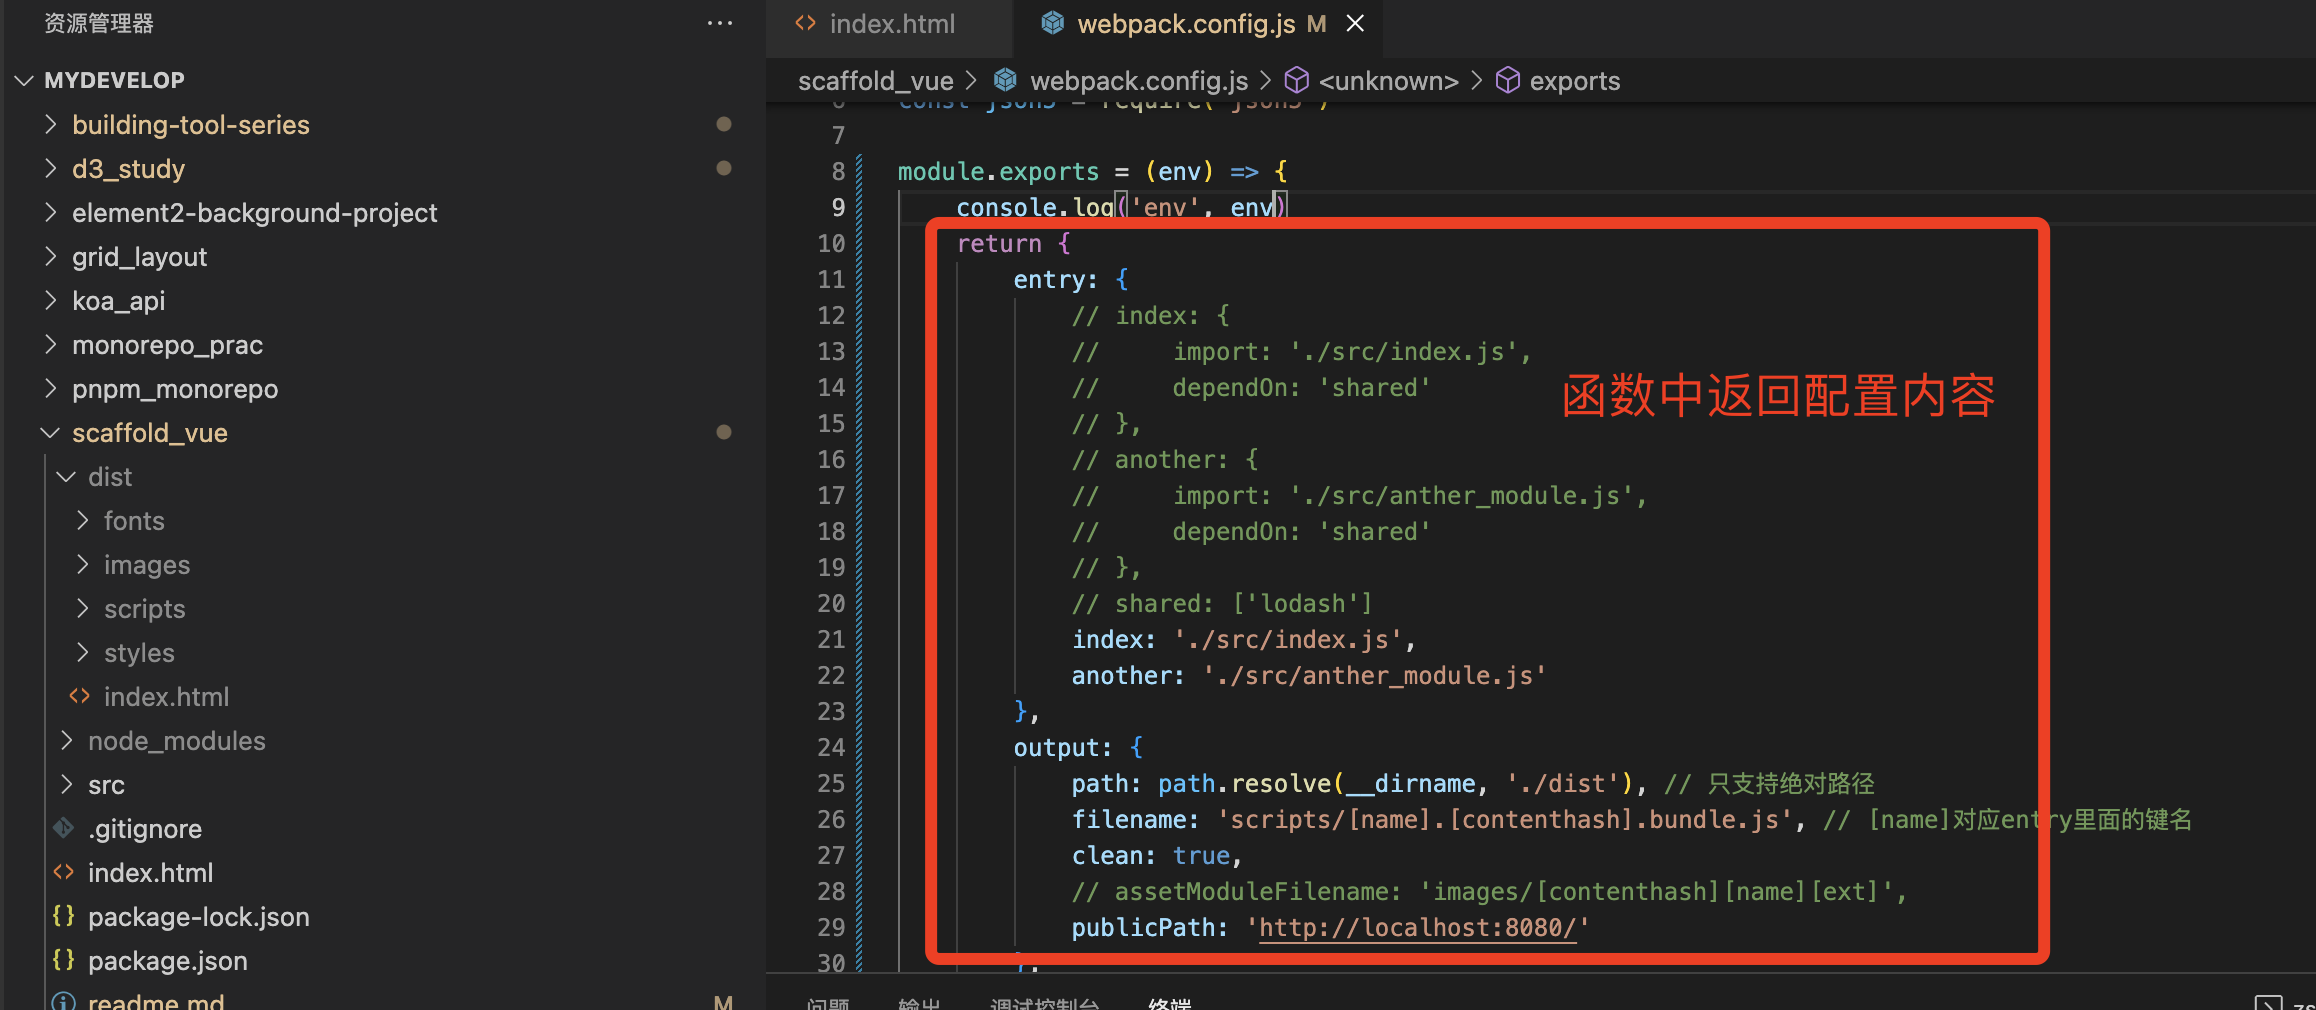 资源管理器
···
MYDEVELOP
building-tool-series
d3_study
element2-background-project
grid_layout
koa_api
monorepo_prac
pnpm_monorepo
scaffold_vue
dist
fonts
images
scripts
styles
index.html
node_modules
src
.gitignore
index.html
package-lock.json
package.json
readme.md M
index.html
webpack.config.js M
scaffold_vue > webpack.config.js > <unknown> > exports
6 const json5 = require('json5')
7
8 module.exports = (env) => {
9 console.log('env', env)
10 return {
11 entry: {
12 // index: {
13 //     import: './src/index.js',
14 //     dependOn: 'shared'
15 // },
16 // another: {
17 //     import: './src/anther_module.js',
18 //     dependOn: 'shared'
19 // },
20 // shared: ['lodash']
21 index: './src/index.js',
22 another: './src/anther_module.js'
23 },
24 output: {
25 path: path.resolve(__dirname, './dist'), // 只支持绝对路径
26 filename: 'scripts/[name].[contenthash].bundle.js', // [name]对应entry里面的键名
27 clean: true,
28 // assetModuleFilename: 'images/[contenthash][name][ext]',
29 publicPath: 'http://localhost:8080/'
30 },
函数中返回配置内容
问题 输出 调试控制台 终端